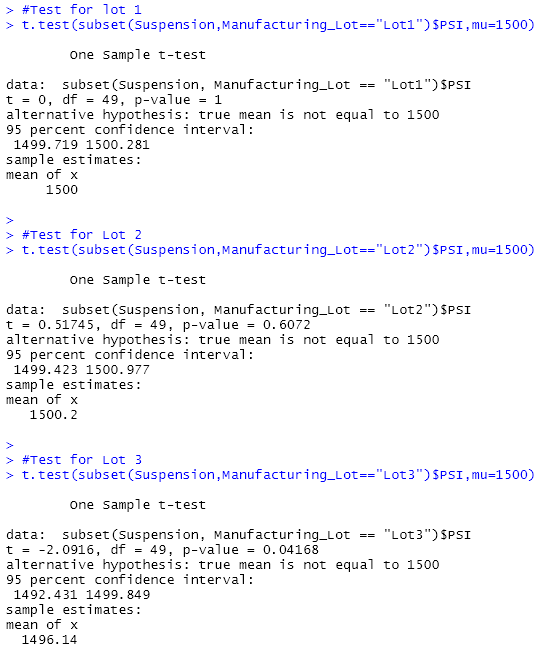 > #Test for lot 1
> t.test(subset(Suspension,Manufacturing_Lot=="Lot1")$PSI,mu=1500)
One Sample t-test
data:  subset(Suspension, Manufacturing_Lot == "Lot1")$PSI
t = 0, df = 49, p-value = 1
alternative hypothesis: true mean is not equal to 1500
95 percent confidence interval:
1499.719 1500.281
sample estimates:
mean of x
1500
>
> #Test for Lot 2
> t.test(subset(Suspension,Manufacturing_Lot=="Lot2")$PSI,mu=1500)
One Sample t-test
data:  subset(Suspension, Manufacturing_Lot == "Lot2")$PSI
t = 0.51745, df = 49, p-value = 0.6072
alternative hypothesis: true mean is not equal to 1500
95 percent confidence interval:
1499.423 1500.977
sample estimates:
mean of x
1500.2
>
> #Test for Lot 3
> t.test(subset(Suspension,Manufacturing_Lot=="Lot3")$PSI,mu=1500)
One Sample t-test
data:  subset(Suspension, Manufacturing_Lot == "Lot3")$PSI
t = -2.0916, df = 49, p-value = 0.04168
alternative hypothesis: true mean is not equal to 1500
95 percent confidence interval:
1492.431 1499.849
sample estimates:
mean of x
1496.14